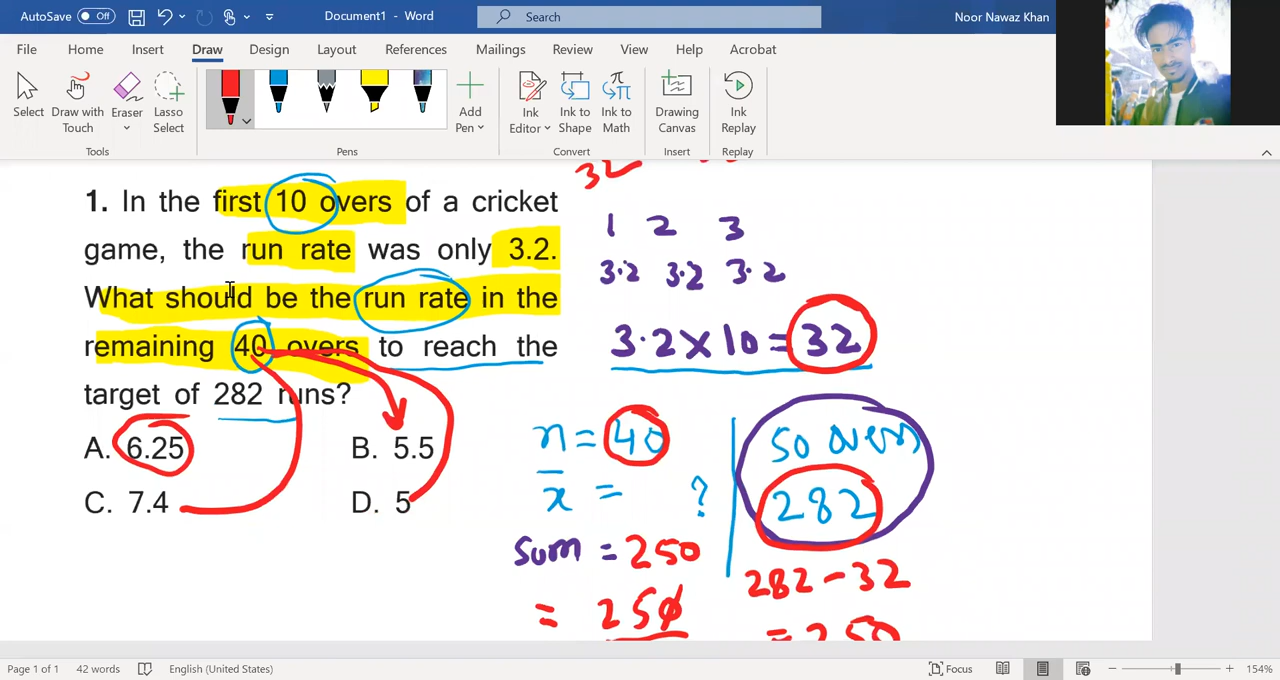 AutoSave Off Document1 - Word Search Noor Nawaz Khan
File Home Insert Draw Design Layout References Mailings Review View Help Acrobat
Select Draw with Touch Eraser Lasso Select Add Pen Ink Editor Ink to Shape Ink to Math Drawing Canvas Ink Replay
Tools Pens Convert Insert Replay
1. In the first 10 overs of a cricket
game, the run rate was only 3.2.
What should be the run rate in the
remaining 40 overs to reach the
target of 282 runs?
A. 6.25 B. 5.5
C. 7.4 D. 5
32
1 2 3
3.2 3.2 3.2
3.2 x 10 = 32
n = 40
x̄ = ?
50 overs
282
sum = 250
282 - 32
= 250
= 250
Page 1 of 1 42 words English (United States) Focus 154%